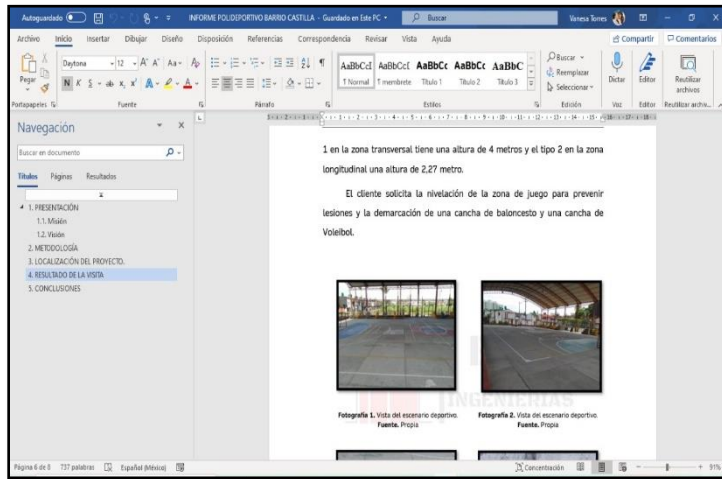 Autoguardado
INFORME POLIDEPORTIVO BARRIO CASTILLA - Guardado en Este PC
Buscar
Vanesa Torres
Archivo Inicio Insertar Dibujar Diseño Disposición Referencias Correspondencia Revisar Vista Ayuda
Compartir Comentarios
Pegar
Daytona 12
N K S
AaBbCcI AaBbCcI AaBbCc AaBbCc AaBbC
¶ Normal ¶ membrete Título 1 Título 2 Título 3
Buscar
Reemplazar
Seleccionar
Dictar Editor Reutilizar archivos
Portapapeles Fuente Párrafo Estilos Edición Voz Editor Reutilizar archiv...
Navegación
Buscar en documento
Títulos Páginas Resultados
1. PRESENTACIÓN
1.1. Misión
1.2. Visión
2. METODOLOGÍA
3. LOCALIZACIÓN DEL PROYECTO.
4. RESULTADO DE LA VISITA
5. CONCLUSIONES
1 en la zona transversal tiene una altura de 4 metros y el tipo 2 en la zona
longitudinal una altura de 2,27 metro.
El cliente solicita la nivelación de la zona de juego para prevenir
lesiones y la demarcación de una cancha de baloncesto y una cancha de
Voleibol.
INGENIERIAS
Fotografía 1. Vista del escenario deportivo.
Fuente. Propia
Fotografía 2. Vista del escenario deportivo.
Fuente. Propia
Página 6 de 8 737 palabras Español (México)
Concentración
91%